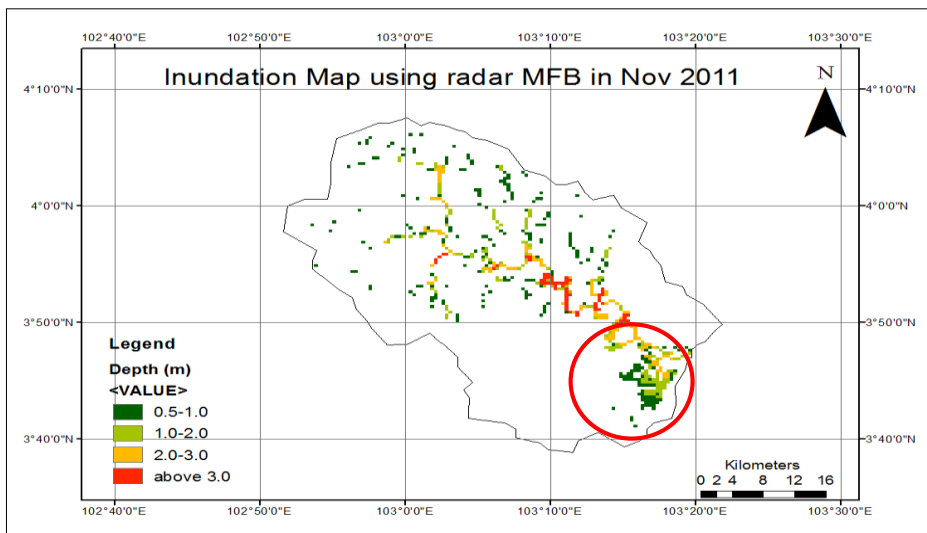 102°40'0"E 102°50'0"E 103°0'0"E 103°10'0"E 103°20'0"E 103°30'0"E
Inundation Map using radar MFB in Nov 2011
N
4°10'0"N 4°10'0"N
4°0'0"N 4°0'0"N
3°50'0"N 3°50'0"N
Legend
Depth (m)
<VALUE>
0.5-1.0
1.0-2.0
2.0-3.0
above 3.0
3°40'0"N 3°40'0"N
Kilometers
0 2 4 8 12 16
102°40'0"E 102°50'0"E 103°0'0"E 103°10'0"E 103°20'0"E 103°30'0"E